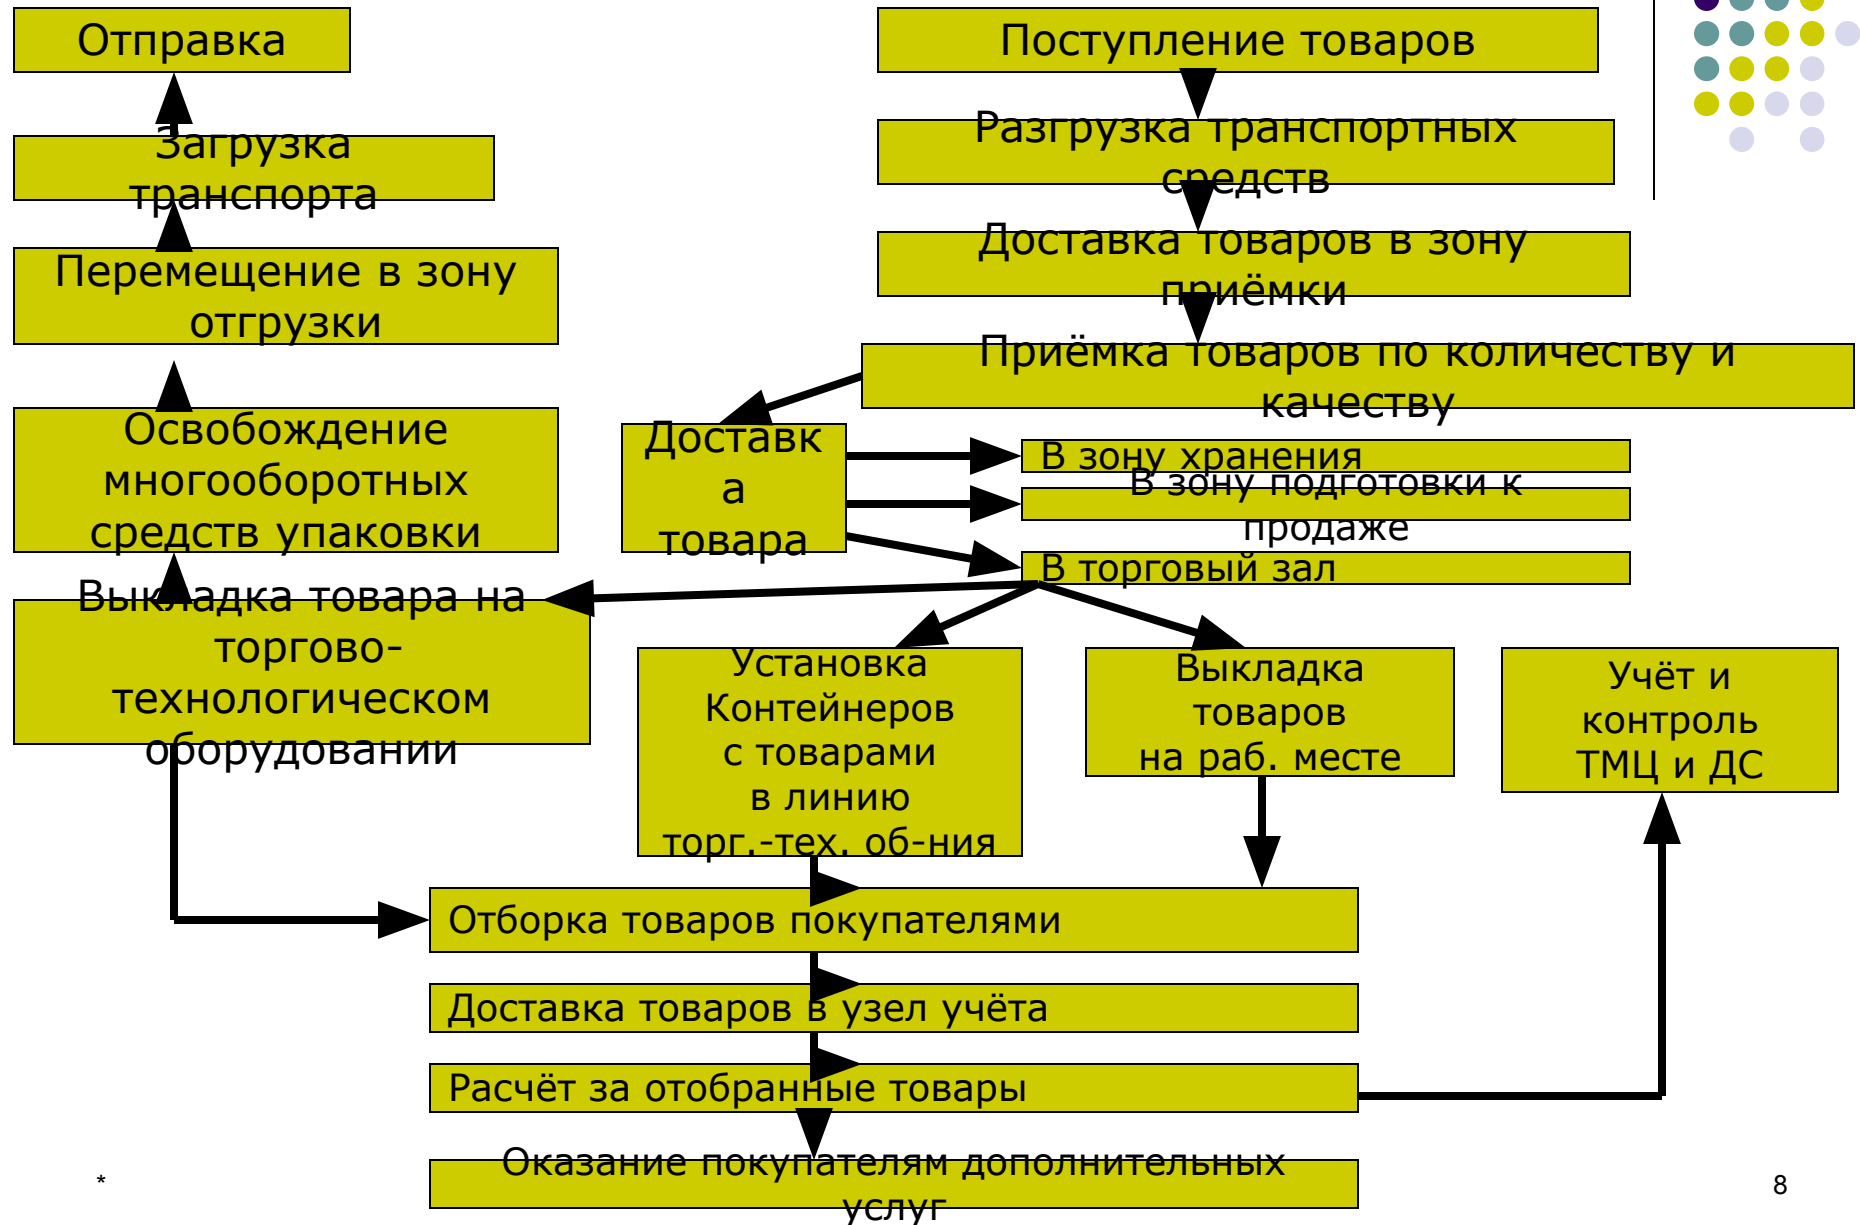 Отправка
Загрузка
транспорта
Перемещение в зону
отгрузки
Освобождение
многооборотных
средств упаковки
Выкладка товара на
торгово-
технологическом
оборудовании
Поступление товаров
Разгрузка транспортных
средств
Доставка товаров в зону
приёмки
Приёмка товаров по количеству и
качеству
Доставк
а
товара
В зону хранения
В зону подготовки к
продаже
В торговый зал
Установка
Контейнеров
с товарами
в линию
торг.-тех. об-ния
Выкладка
товаров
на раб. месте
Учёт и
контроль
ТМЦ и ДС
Отборка товаров покупателями
Доставка товаров в узел учёта
Расчёт за отобранные товары
Оказание покупателям дополнительных
услуг
*
8